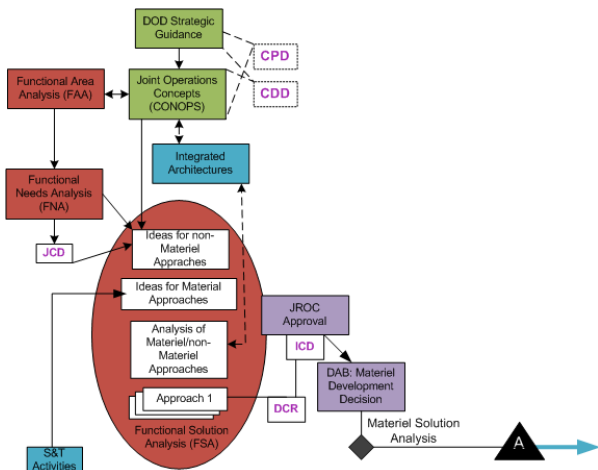 DOD Strategic
Guidance
CPD
CDD
Functional Area
Analysis (FAA)
Joint Operations
Concepts
(CONOPS)
Integrated
Architectures
Functional
Needs Analysis
(FNA)
JCD
Ideas for non-
Materiel
Appraches
Ideas for Material
Approaches
Analysis of
Materiel/non-
Materiel
Approaches
Approach 1
Functional Solution
Analysis (FSA)
S&T
Activities
JROC
Approval
ICD
DCR
DAB: Materiel
Development
Decision
Materiel Solution
Analysis
A